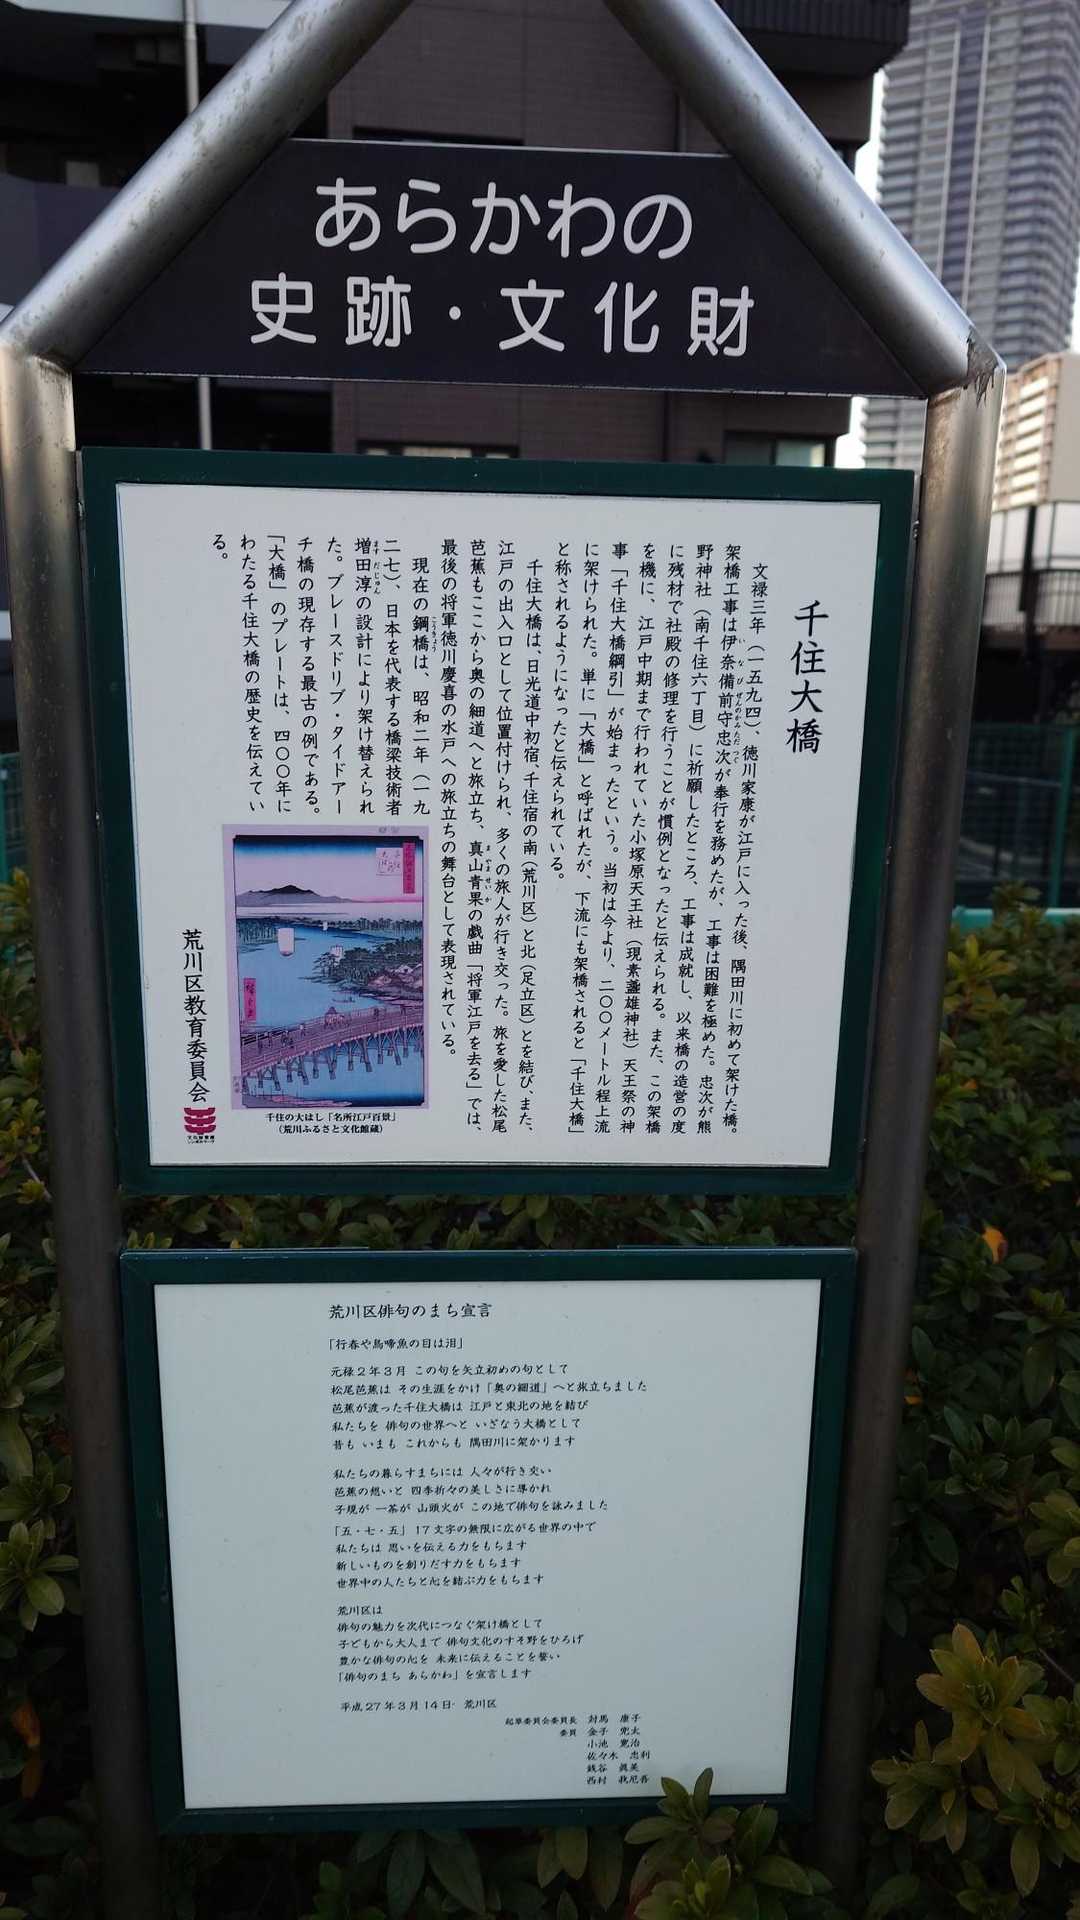 あらかわの
史跡・文化財
千住大橋
文禄三年（一五九四）、徳川家康が江戸に入った後、隅田川に初めて架けた橋。
架橋工事は伊奈備前守忠次が奉行を務めたが、工事は困難を極めた。忠次が熊
野神社（南千住六丁目）に祈願したところ、工事は成就し、以来橋の造営の度
に残材で社殿の修理を行うことが慣例となったと伝えられる。また、この架橋
を機に、江戸中期まで行われていた小塚原天王社（現素盞雄神社）天王祭の神
事「千住大橋綱引」が始まったという。当初は今より、二〇〇メートル程上流
に架けられた。単に「大橋」と呼ばれたが、下流にも架橋されると「千住大橋」
と称されるようになったと伝えられている。
千住大橋は、日光道中初宿、千住宿の南（荒川区）と北（足立区）とを結び、また、
江戸の出入口として位置付けられ、多くの旅人が行き交った。旅を愛した松尾
芭蕉もここから奥の細道へと旅立ち、真山青果の戯曲「将軍江戸を去る」では、
最後の将軍徳川慶喜の水戸への旅立ちの舞台として表現されている。
現在の鋼橋は、昭和二年（一九
二七）、日本を代表する橋梁技術者
増田淳の設計により架け替えられ
た。ブレースドリブ・タイドアー
チ橋の現存する最古の例である。
「大橋」のプレートは、四〇〇年に
わたる千住大橋の歴史を伝えてい
る。
千住の大はし「名所江戸百景」
（荒川ふるさと文化館蔵）
荒川区教育委員会
荒川区俳句のまち宣言
「行春や鳥啼魚の目は泪」
元禄２年３月 この句を矢立初めの句として
松尾芭蕉は その生涯をかけ「奥の細道」へと旅立ちました
芭蕉が渡った千住大橋は 江戸と東北の地を結び
私たちを 俳句の世界へと いざなう大橋として
昔も いまも これからも 隅田川に架かります
私たちの暮らすまちには 人々が行き交い
芭蕉の想いと 四季折々の美しさに導かれ
子規が 一茶が 山頭火が この地で俳句を詠みました
「五・七・五」17文字の無限に広がる世界の中で
私たちは 思いを伝える力をもちます
新しいものを創りだす力をもちます
世界中の人たちと心を結ぶ力をもちます
荒川区は
俳句の魅力を次代につなぐ架け橋として
子どもから大人まで 俳句文化のすそ野をひろげ
豊かな俳句の心を 未来に伝えることを誓い
「俳句のまち あらかわ」を宣言します
平成27年3月14日 荒川区
起草委員会委員長 対馬 康子
委員 金子 兜太
小池 寛治
佐々木 忠利
銭谷 眞美
西村 我尼吾